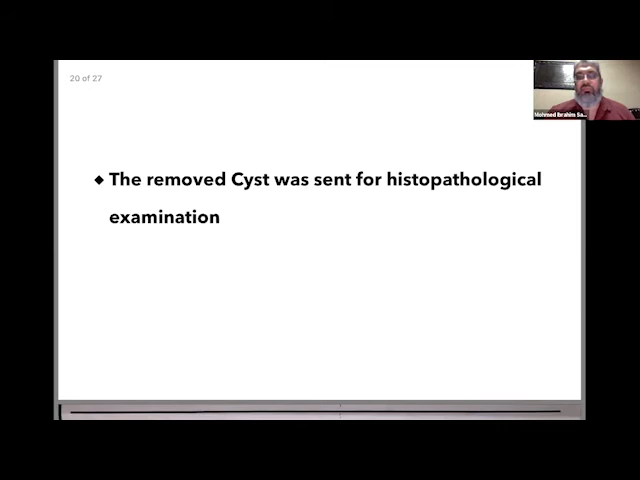 20 of 27
Mohmed Ibrahim Sa...
◆ The removed Cyst was sent for histopathological
examination